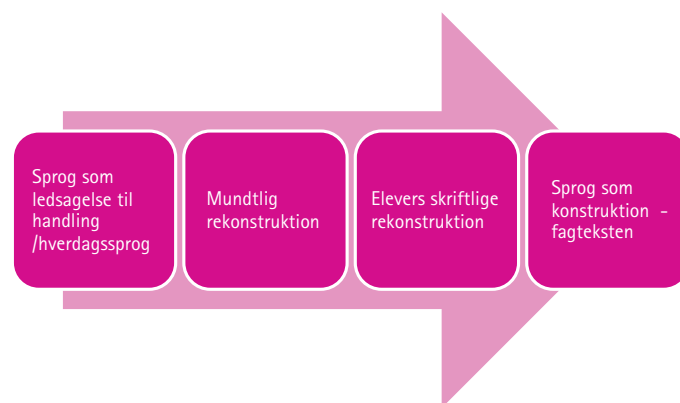 Sprog som
ledsagelse til
handling
/hverdagssprog
Mundtlig
rekonstruktion
Elevers skriftlige
rekonstruktion
Sprog som
konstruktion -
fagteksten